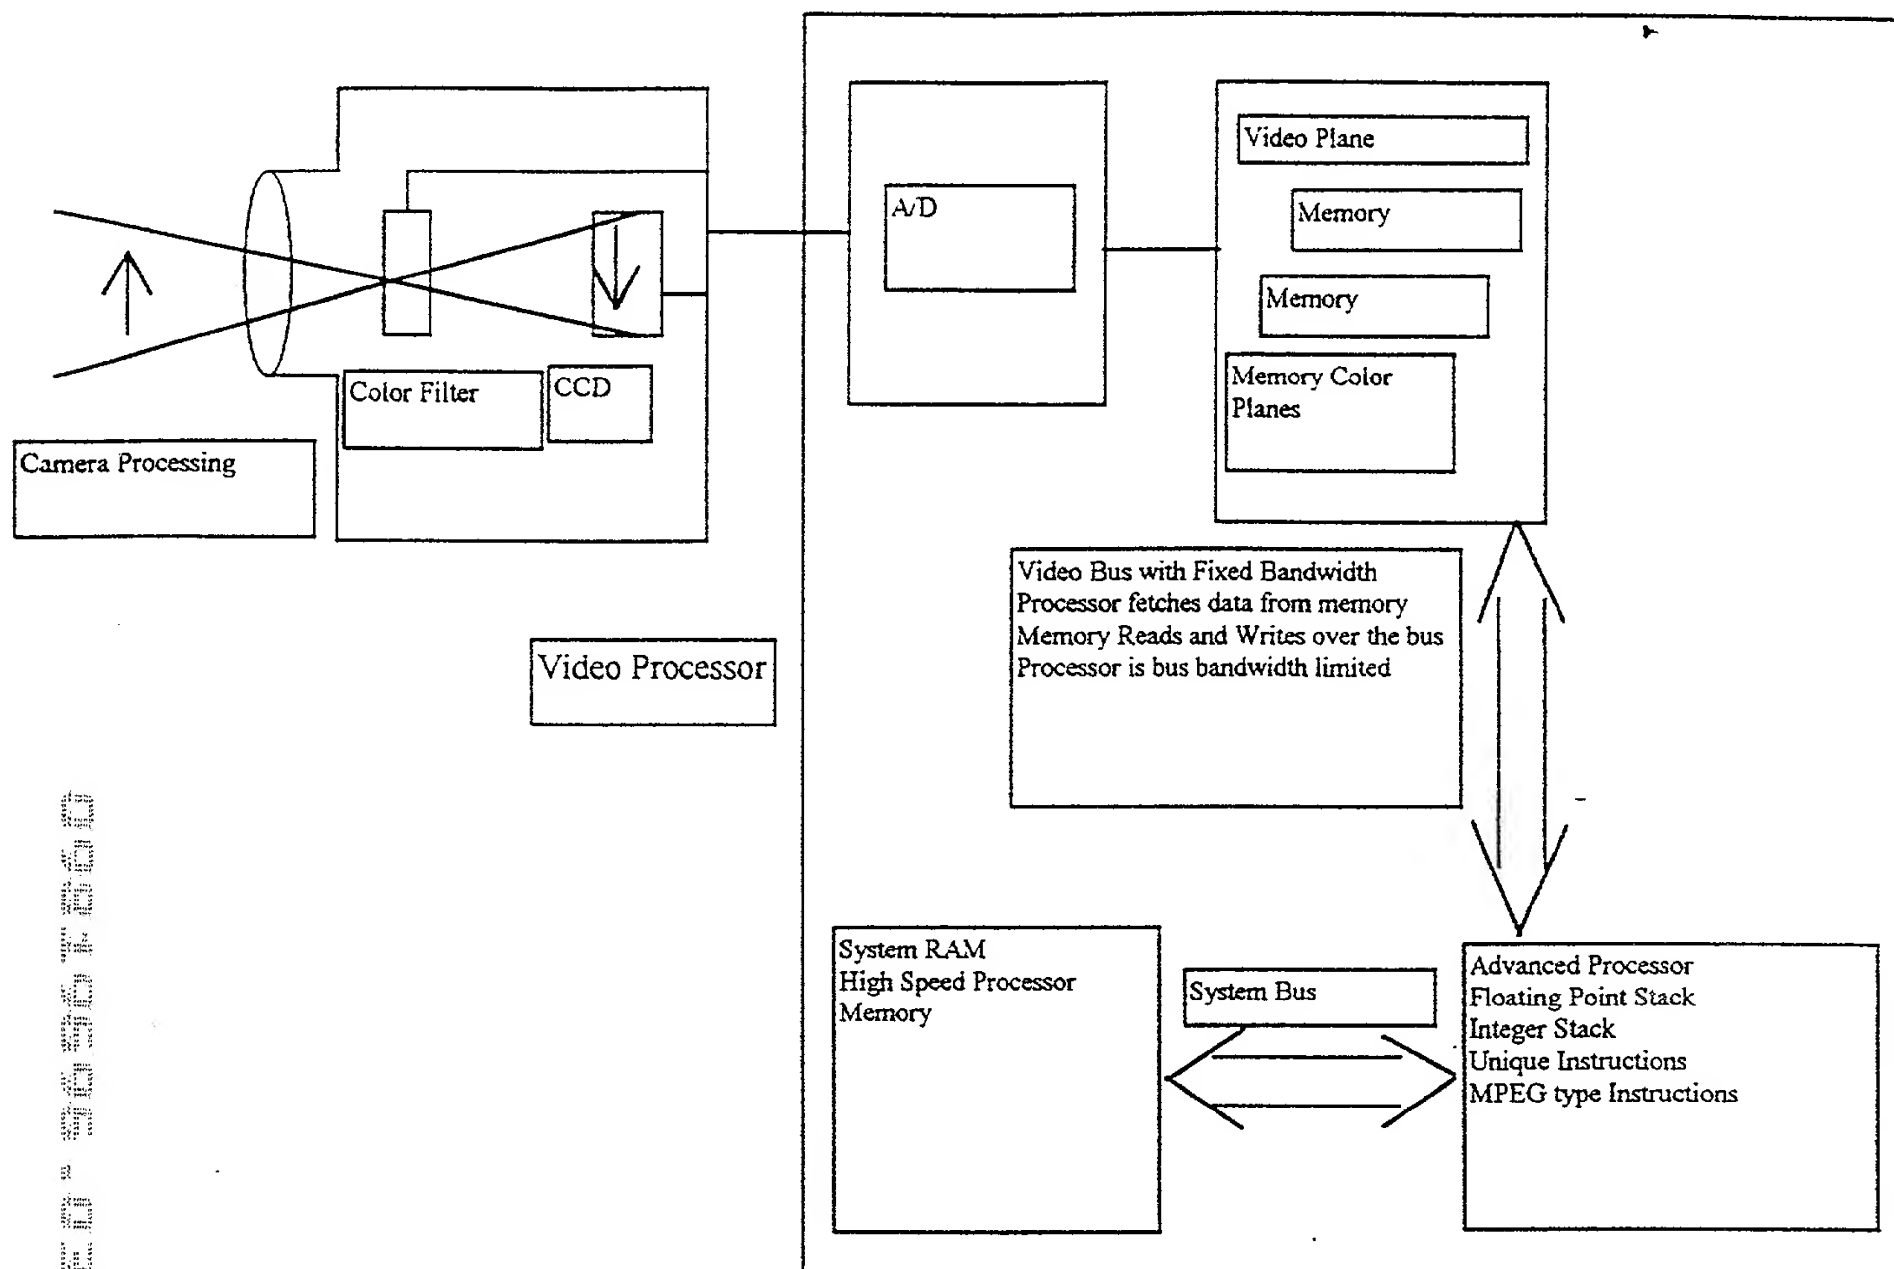 Video Plane
A/D
Memory
Memory
Color Filter
CCD
Memory Color
Planes
Camera Processing
Video Bus with Fixed Bandwidth
Processor fetches data from memory
Memory Reads and Writes over the bus
Processor is bus bandwidth limited
Video Processor
System RAM
High Speed Processor
Memory
System Bus
Advanced Processor
Floating Point Stack
Integer Stack
Unique Instructions
MPEG type Instructions